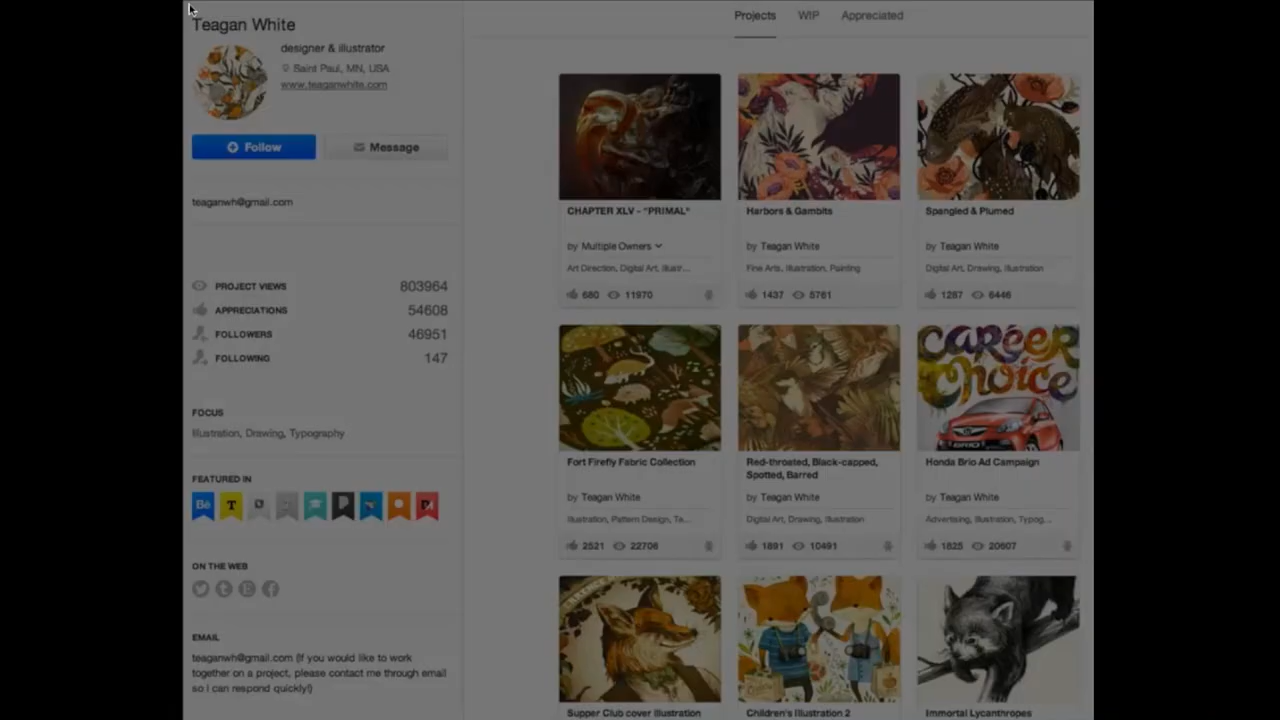 Teagan White
designer & illustrator
Saint Paul, MN, USA
www.teaganwhite.com
Follow
Message
teaganwh@gmail.com
PROJECT VIEWS 803964
APPRECIATIONS 54608
FOLLOWERS 46951
FOLLOWING 147
FOCUS
Illustration, Drawing, Typography
FEATURED IN
Bē T
ON THE WEB
EMAIL
teaganwh@gmail.com (If you would like to work
together on a project, please contact me through email
so i can respond quickly!)
Projects WIP Appreciated
CHAPTER XLV - "PRIMAL"
by Multiple Owners
Art Direction, Digital Art, Illustr...
680 11970
Harbors & Gambits
by Teagan White
Fine Arts, Illustration, Painting
1437 5761
Spangled & Plumed
by Teagan White
Digital Art, Drawing, Illustration
1287 6446
Fort Firefly Fabric Collection
by Teagan White
Illustration, Pattern Design, Te...
2521 22706
Red-throated, Black-capped,
Spotted, Barred
by Teagan White
Digital Art, Drawing, Illustration
1891 10491
CAREER
CHOICE
BRIO
Honda Brio Ad Campaign
by Teagan White
Advertising, Illustration, Typog...
1825 20607
Supper Club cover illustration
Children's Illustration 2
Immortal Lycanthropes